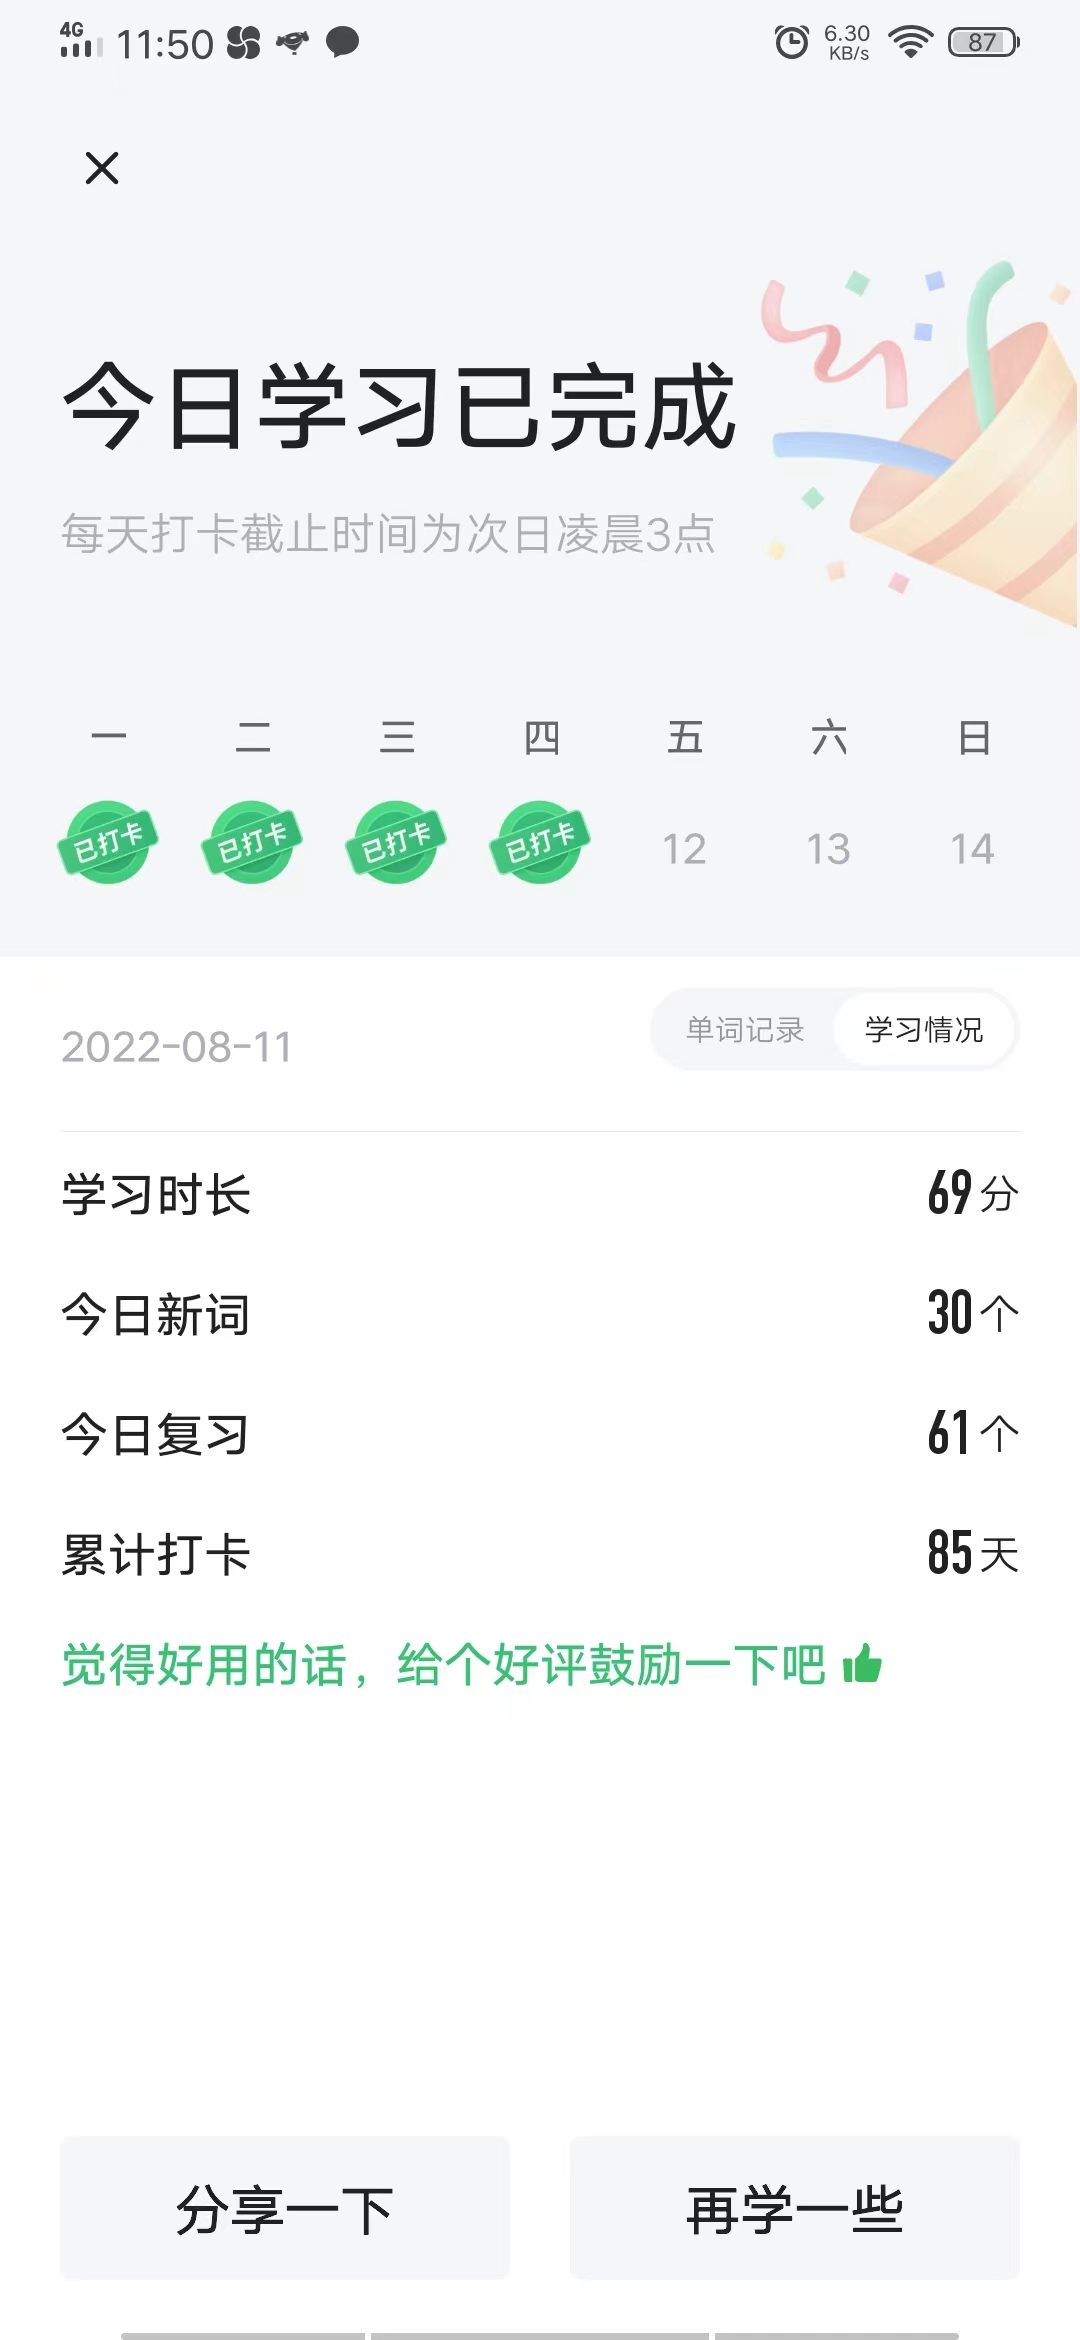 4G 11:50 6.30 KB/s 87
今日学习已完成
每天打卡截止时间为次日凌晨3点
一 二 三 四 五 六 日
已打卡 已打卡 已打卡 已打卡 12 13 14
2022-08-11 单词记录 学习情况
学习时长 69分
今日新词 30个
今日复习 61个
累计打卡 85天
觉得好用的话，给个好评鼓励一下吧
分享一下 再学一些